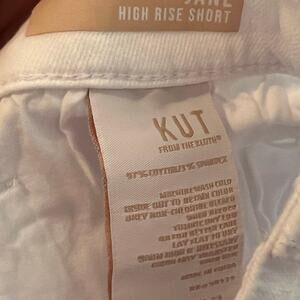 JANE
HIGH RISE SHORT
KUT
FROM THE KLOTH®
97% COTTON/3% SPANDEX
MACHINE WASH COLD
INSIDE OUT TO RETAIN COLOR
ONLY NON-CHLORINE BLEACH
WHEN NEEDED
TUMBLE DRY LOW
OR FOR BETTER CARE
LAY FLAT TO DRY
WARM IRON IF NECESSARY